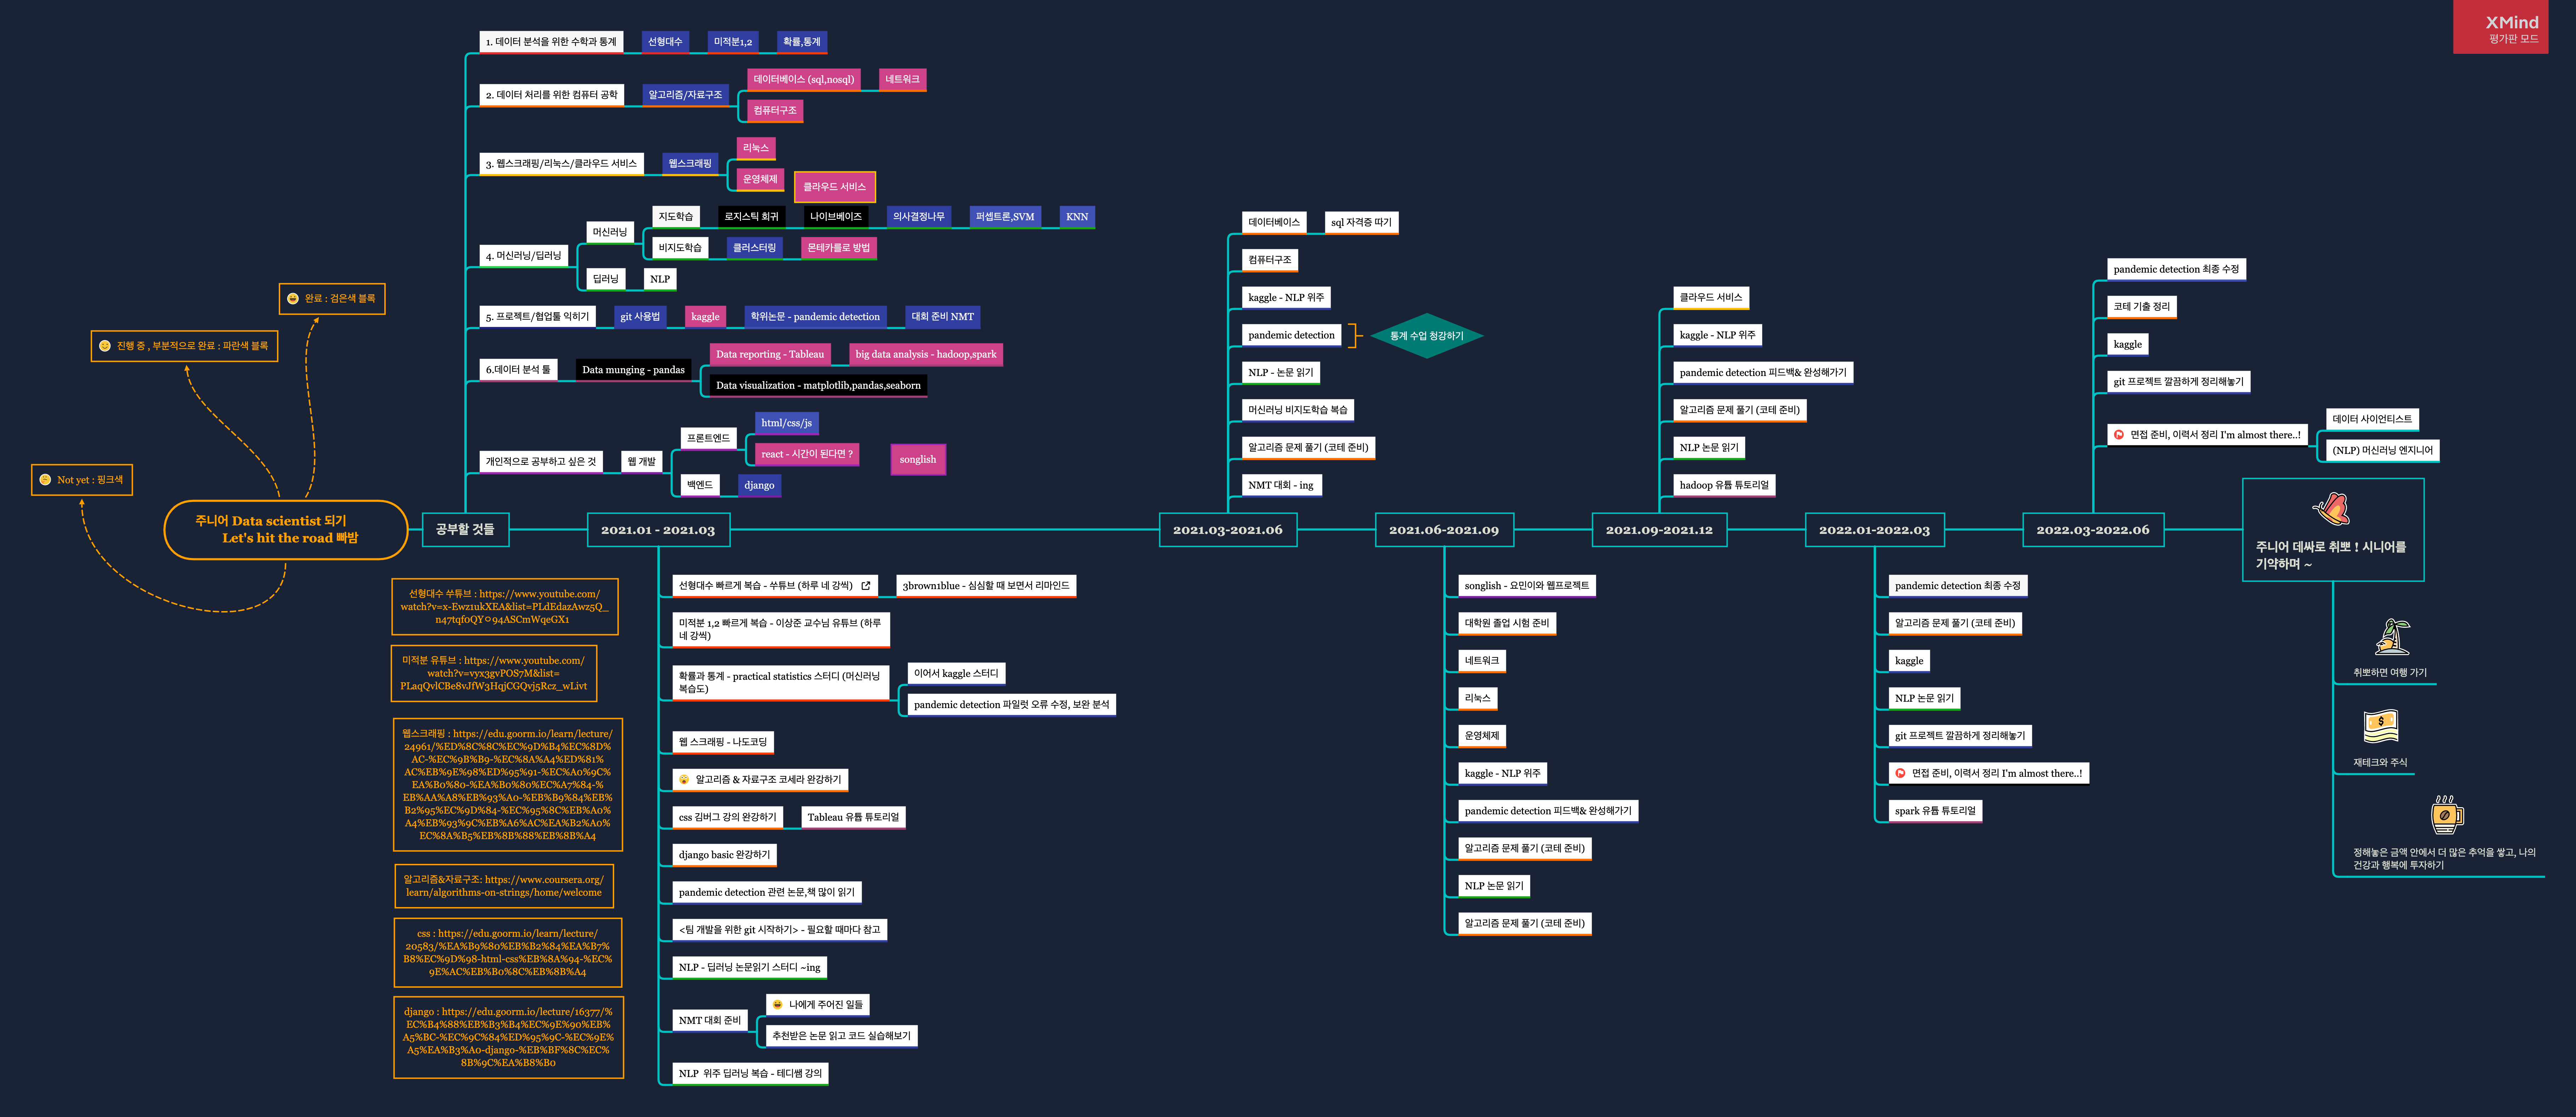 XMind
평가판 모드
1. 데이터 분석을 위한 수학과 통계
선형대수
미적분1,2
확률,통계
2. 데이터 처리를 위한 컴퓨터 공학
알고리즘/자료구조
데이터베이스 (sql,nosql)
네트워크
컴퓨터구조
3. 웹스크래핑/리눅스/클라우드 서비스
웹스크래핑
리눅스
운영체제
클라우드 서비스
4. 머신러닝/딥러닝
머신러닝
지도학습
로지스틱 회귀
나이브베이즈
의사결정나무
퍼셉트론,SVM
KNN
비지도학습
클러스터링
몬테카를로 방법
딥러닝
NLP
5. 프로젝트/협업툴 익히기
git 사용법
kaggle
학위논문 - pandemic detection
대회 준비 NMT
6.데이터 분석 툴
Data munging - pandas
Data reporting - Tableau
big data analysis - hadoop,spark
Data visualization - matplotlib,pandas,seaborn
개인적으로 공부하고 싶은 것
웹 개발
프론트엔드
html/css/js
react - 시간이 된다면 ?
백엔드
django
songlish
완료 : 검은색 블록
진행 중 , 부분적으로 완료 : 파란색 블록
Not yet : 핑크색
주니어 Data scientist 되기
Let's hit the road 빠밤
공부할 것들
2021.01 - 2021.03
선형대수 빠르게 복습 - 쑤튜브 (하루 네 강씩)
3brown1blue - 심심할 때 보면서 리마인드
미적분 1,2 빠르게 복습 - 이상준 교수님 유튜브 (하루
네 강씩)
확률과 통계 - practical statistics 스터디 (머신러닝
복습도)
이어서 kaggle 스터디
pandemic detection 파일럿 오류 수정, 보완 분석
웹 스크래핑 - 나도코딩
알고리즘 & 자료구조 코세라 완강하기
css 김버그 강의 완강하기
Tableau 유튭 튜토리얼
django basic 완강하기
pandemic detection 관련 논문,책 많이 읽기
<팀 개발을 위한 git 시작하기> - 필요할 때마다 참고
NLP - 딥러닝 논문읽기 스터디 ~ing
NMT 대회 준비
나에게 주어진 일들
추천받은 논문 읽고 코드 실습해보기
NLP 위주 딥러닝 복습 - 테디쌤 강의
선형대수 쑤튜브 : https://www.youtube.com/
watch?v=x-Ewz1ukXEA&list=PLdEdazAwz5Q_
n47tqf0QYㅇ94ASCmWqeGX1
미적분 유튜브 : https://www.youtube.com/
watch?v=vyx3gvPOS7M&list=
PLaqQvlCBe8vJfW3HqjCGQvj5Rcz_wLivt
웹스크래핑 : https://edu.goorm.io/learn/lecture/
24961/%ED%8C%8C%EC%9D%B4%EC%8D%
AC-%EC%9B%B9-%EC%8A%A4%ED%81%
AC%EB%9E%98%ED%95%91-%EC%A0%9C%
EA%B0%80-%EA%B0%80%EC%A7%84-%
EB%AA%A8%EB%93%A0-%EB%B9%84%EB%
B2%95%EC%9D%84-%EC%95%8C%EB%A0%
A4%EB%93%9C%EB%A6%AC%EA%B2%A0%
EC%8A%B5%EB%8B%88%EB%8B%A4
알고리즘&자료구조: https://www.coursera.org/
learn/algorithms-on-strings/home/welcome
css : https://edu.goorm.io/learn/lecture/
20583/%EA%B9%80%EB%B2%84%EA%B7%
B8%EC%9D%98-html-css%EB%8A%94-%EC%
9E%AC%EB%B0%8C%EB%8B%A4
django : https://edu.goorm.io/lecture/16377/%
EC%B4%88%EB%B3%B4%EC%9E%90%EB%
A5%BC-%EC%9C%84%ED%95%9C-%EC%9E%
A5%EA%B3%A0-django-%EB%BF%8C%EC%
8B%9C%EA%B8%B0
2021.03-2021.06
데이터베이스
sql 자격증 따기
컴퓨터구조
kaggle - NLP 위주
pandemic detection
통계 수업 청강하기
NLP - 논문 읽기
머신러닝 비지도학습 복습
알고리즘 문제 풀기 (코테 준비)
NMT 대회 - ing
2021.06-2021.09
songlish - 요민이와 웹프로젝트
대학원 졸업 시험 준비
네트워크
리눅스
운영체제
kaggle - NLP 위주
pandemic detection 피드백& 완성해가기
알고리즘 문제 풀기 (코테 준비)
NLP 논문 읽기
알고리즘 문제 풀기 (코테 준비)
2021.09-2021.12
클라우드 서비스
kaggle - NLP 위주
pandemic detection 피드백& 완성해가기
알고리즘 문제 풀기 (코테 준비)
NLP 논문 읽기
hadoop 유튭 튜토리얼
2022.01-2022.03
pandemic detection 최종 수정
알고리즘 문제 풀기 (코테 준비)
kaggle
NLP 논문 읽기
git 프로젝트 깔끔하게 정리해놓기
면접 준비, 이력서 정리 I'm almost there..!
spark 유튭 튜토리얼
2022.03-2022.06
pandemic detection 최종 수정
코테 기출 정리
kaggle
git 프로젝트 깔끔하게 정리해놓기
면접 준비, 이력서 정리 I'm almost there..!
데이터 사이언티스트
(NLP) 머신러닝 엔지니어
주니어 데싸로 취뽀 ! 시니어를
기약하며 ~
취뽀하면 여행 가기
재테크와 주식
정해놓은 금액 안에서 더 많은 추억을 쌓고, 나의
건강과 행복에 투자하기